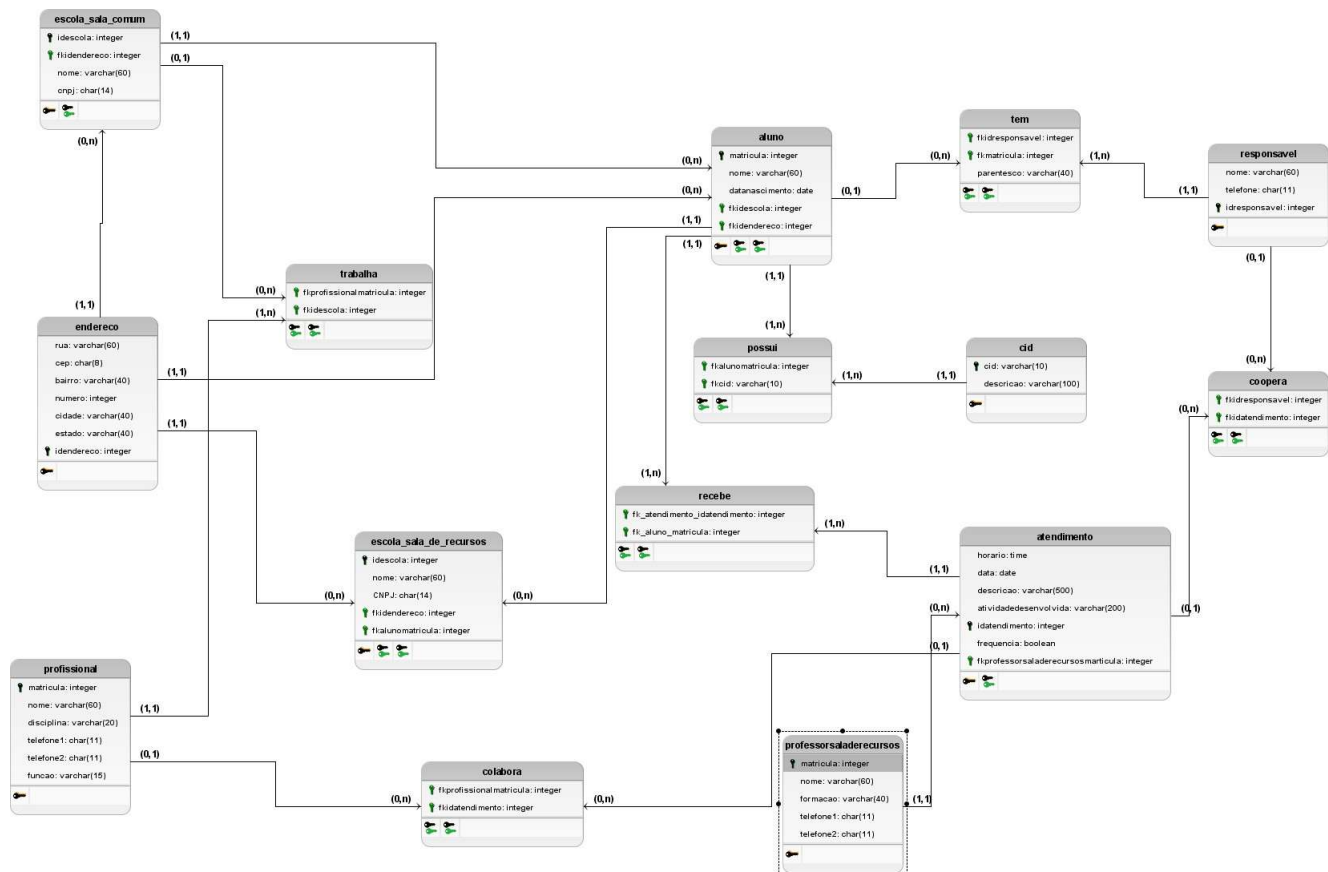 escola_sala_comum
idescola: integer
fkidendereco: integer
nome: varchar(60)
cnpj: char(14)
(1, 1)
(0, 1)
(0, n)
(1, 1)
endereco
rua: varchar(60)
cep: char(8)
bairro: varchar(40)
numero: integer
cidade: varchar(40)
estado: varchar(40)
idendereco: integer
(1, 1)
(1, 1)
trabalha
fkprofissionalmatricula: integer
fkidescola: integer
(0, n)
(1, n)
aluno
matricula: integer
nome: varchar(60)
datanascimento: date
fkidescola: integer
fkidendereco: integer
(0, n)
(0, n)
(1, 1)
(1, 1)
(0, 1)
(1, 1)
tem
fkidresponsavel: integer
fkmatricula: integer
parentesco: varchar(40)
(0, n)
(1, n)
responsavel
nome: varchar(60)
telefone: char(11)
idresponsavel: integer
(1, 1)
(0, 1)
possui
fkalunomatricula: integer
fkcid: varchar(10)
(1, n)
(1, n)
cid
cid: varchar(10)
descricao: varchar(100)
(1, 1)
coopera
fkidresponsavel: integer
fkidatendimento: integer
(0, n)
(0, n)
recebe
fk_atendimento_idatendimento: integer
fk_aluno_matricula: integer
(1, n)
(1, n)
escola_sala_de_recursos
idescola: integer
nome: varchar(60)
CNPJ: char(14)
fkidendereco: integer
fkalunomatricula: integer
(0, n)
(0, n)
atendimento
horario: time
data: date
descricao: varchar(500)
atividadedesenvolvida: varchar(200)
idatendimento: integer
frequencia: boolean
fkprofessorsaladerecursosmarticula: integer
(1, 1)
(0, n)
(0, 1)
(0, 1)
profissional
matricula: integer
nome: varchar(60)
disciplina: varchar(20)
telefone1: char(11)
telefone2: char(11)
funcao: varchar(15)
(1, 1)
(0, 1)
colabora
fkprofissionalmatricula: integer
fkidatendimento: integer
(0, n)
(0, n)
professorsaladerecursos
matricula: integer
nome: varchar(60)
formacao: varchar(40)
telefone1: char(11)
telefone2: char(11)
(1, 1)